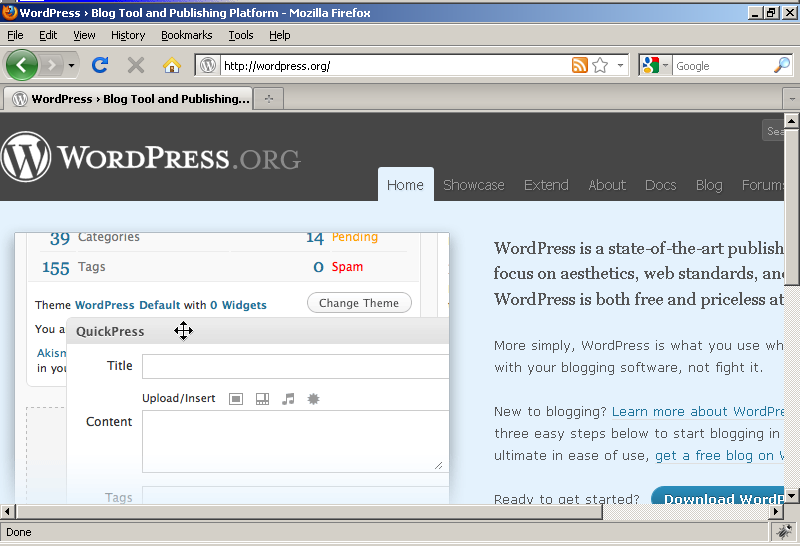 WordPress › Blog Tool and Publishing Platform - Mozilla Firefox
File Edit View History Bookmarks Tools Help
http://wordpress.org/
Google
WordPress › Blog Tool and Publishing...
WORDPRESS.ORG
Sea
Home Showcase Extend About Docs Blog Forums
39 Categories 14 Pending
155 Tags 0 Spam
Theme WordPress Default with 0 Widgets Change Theme
You a
Akism
in yo
QuickPress
Title
Upload/Insert
Content
Tags
WordPress is a state-of-the-art publish
focus on aesthetics, web standards, and
WordPress is both free and priceless at
More simply, WordPress is what you use wh
with your blogging software, not fight it.
New to blogging? Learn more about WordPre
three easy steps below to start blogging in
ultimate in ease of use, get a free blog on W
Ready to get started? Download WordP
Done